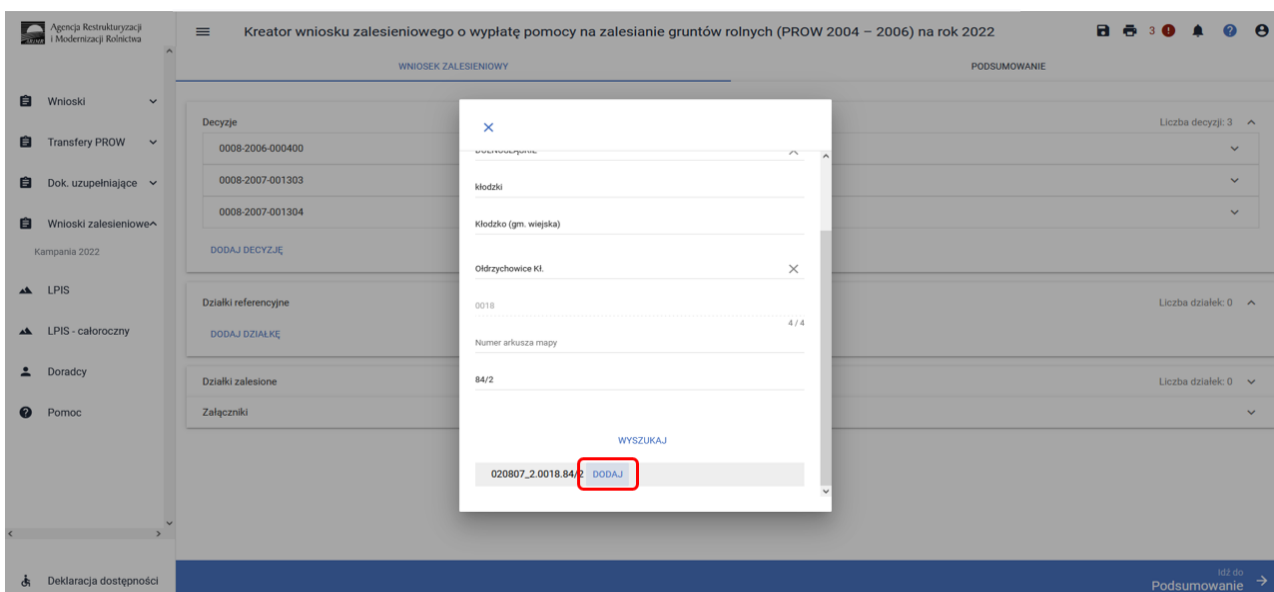 Agencja Restrukturyzacji
i Modernizacji Rolnictwa
Kreator wniosku zalesieniowego o wypłatę pomocy na zalesianie gruntów rolnych (PROW 2004 – 2006) na rok 2022
3
WNIOSEK ZALESIENIOWY
PODSUMOWANIE
Wnioski
Transfery PROW
Dok. uzupełniające
Wnioski zalesieniowe
Kampania 2022
LPIS
LPIS - całoroczny
Doradcy
Pomoc
Deklaracja dostępności
Decyzje
Liczba decyzji: 3
0008-2006-000400
0008-2007-001303
0008-2007-001304
DODAJ DECYZJĘ
Działki referencyjne
Liczba działek: 0
DODAJ DZIAŁKĘ
Działki zalesione
Liczba działek: 0
Załączniki
DOLNOŚLĄSKIE
kłodzki
Kłodzko (gm. wiejska)
Ołdrzychowice Kł.
0018
4 / 4
Numer arkusza mapy
84/2
WYSZUKAJ
020807_2.0018.84/2 DODAJ
Idź do
Podsumowanie